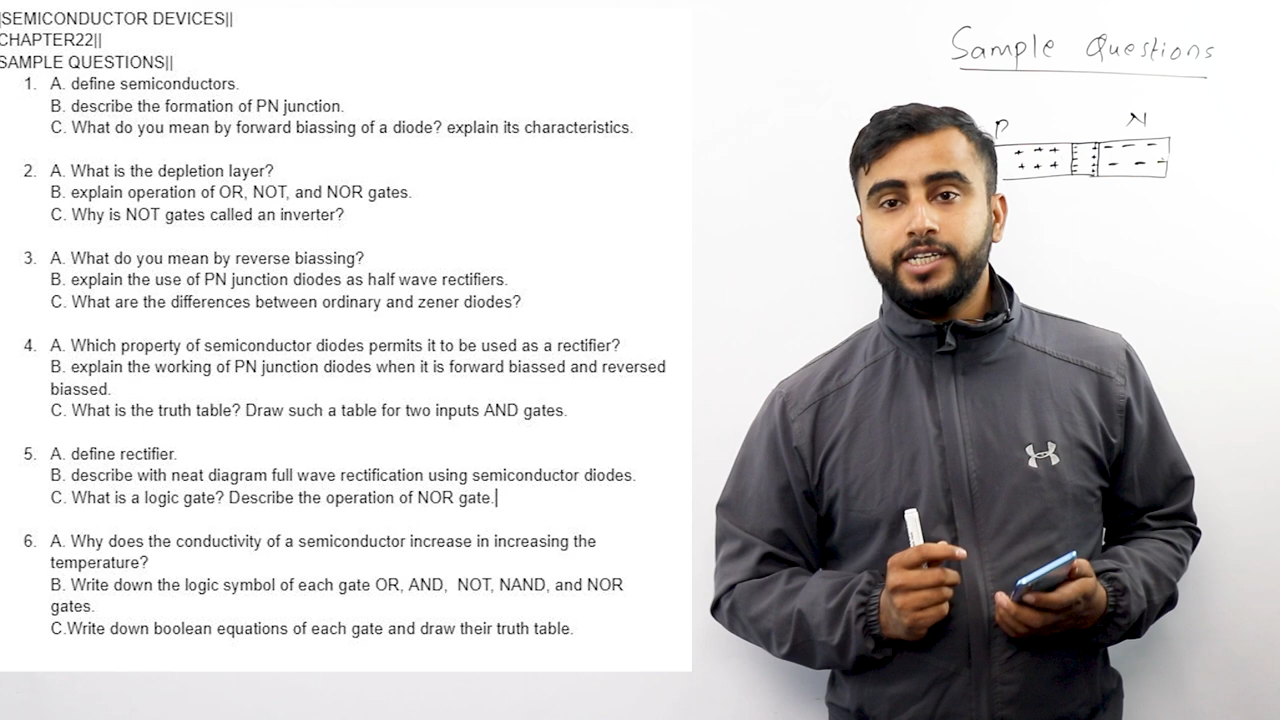 |SEMICONDUCTOR DEVICES||
CHAPTER22||
SAMPLE QUESTIONS||
1. A. define semiconductors.
B. describe the formation of PN junction.
C. What do you mean by forward biassing of a diode? explain its characteristics.
2. A. What is the depletion layer?
B. explain operation of OR, NOT, and NOR gates.
C. Why is NOT gates called an inverter?
3. A. What do you mean by reverse biassing?
B. explain the use of PN junction diodes as half wave rectifiers.
C. What are the differences between ordinary and zener diodes?
4. A. Which property of semiconductor diodes permits it to be used as a rectifier?
B. explain the working of PN junction diodes when it is forward biassed and reversed
biassed.
C. What is the truth table? Draw such a table for two inputs AND gates.
5. A. define rectifier.
B. describe with neat diagram full wave rectification using semiconductor diodes.
C. What is a logic gate? Describe the operation of NOR gate.
6. A. Why does the conductivity of a semiconductor increase in increasing the
temperature?
B. Write down the logic symbol of each gate OR, AND, NOT, NAND, and NOR
gates.
C.Write down boolean equations of each gate and draw their truth table.
Sample Questions
P N